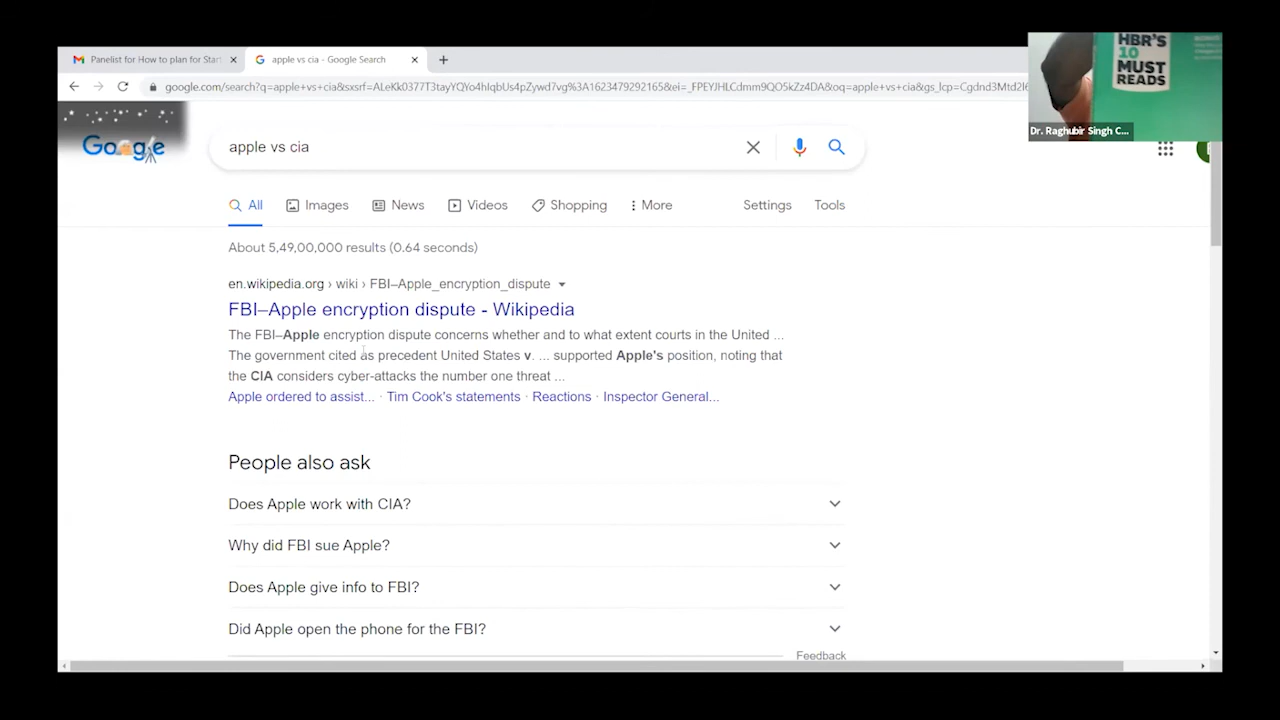 Panelist for How to plan for Star
apple vs cia - Google Search
google.com/search?q=apple+vs+cia&sxsrf=ALeKk0377T3tayYQYo4hIqbUs4pZywd7vg%3A1623479292165&ei=_FPEYJHLCdmm9QO5kZz4DA&oq=apple+vs+cia&gs_lcp=Cgdnd3Mtd2l6
HBR'S
10
MUST
READS
Dr. Raghubir Singh C...
Google
apple vs cia
All Images News Videos Shopping More Settings Tools
About 5,49,00,000 results (0.64 seconds)
en.wikipedia.org › wiki › FBI–Apple_encryption_dispute
FBI–Apple encryption dispute - Wikipedia
The FBI–Apple encryption dispute concerns whether and to what extent courts in the United ...
The government cited as precedent United States v. ... supported Apple's position, noting that
the CIA considers cyber-attacks the number one threat ...
Apple ordered to assist... · Tim Cook's statements · Reactions · Inspector General...
People also ask
Does Apple work with CIA?
Why did FBI sue Apple?
Does Apple give info to FBI?
Did Apple open the phone for the FBI?
Feedback